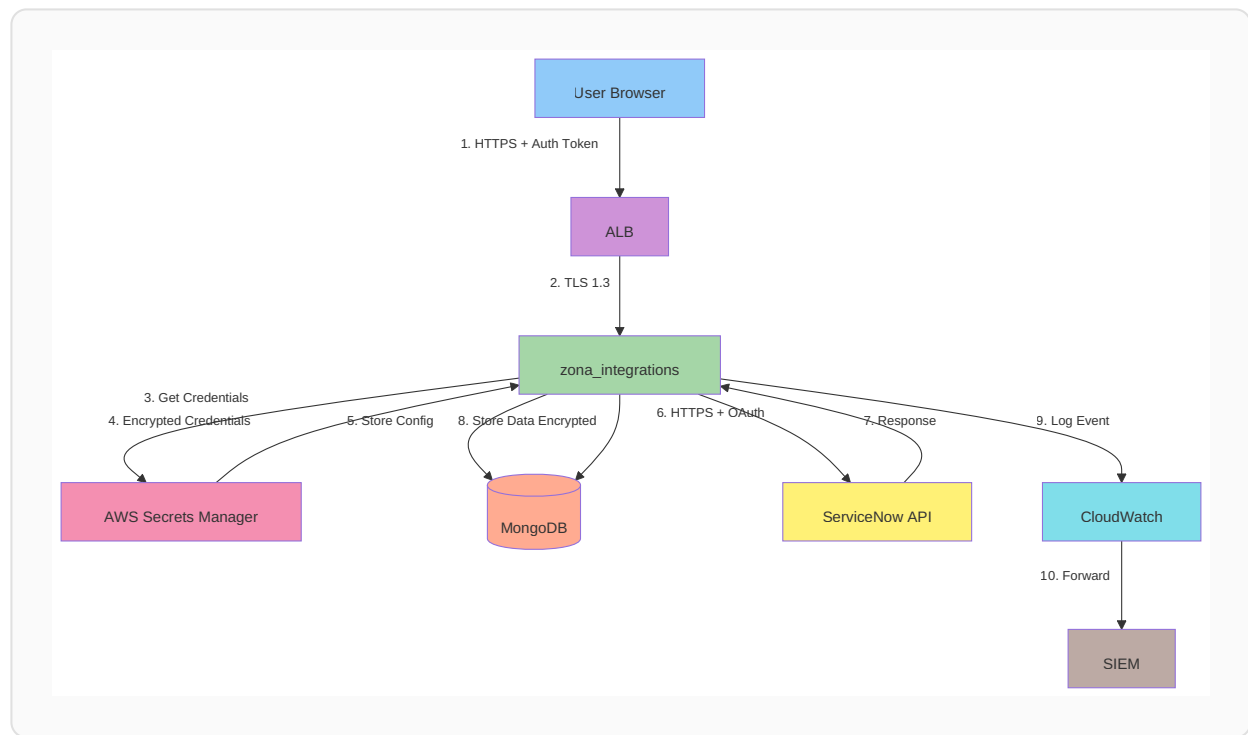 User Browser
1. HTTPS + Auth Token
ALB
2. TLS 1.3
zona_integrations
3. Get Credentials
4. Encrypted Credentials
5. Store Config
8. Store Data Encrypted
6. HTTPS + OAuth
7. Response
9. Log Event
AWS Secrets Manager
MongoDB
ServiceNow API
CloudWatch
10. Forward
SIEM